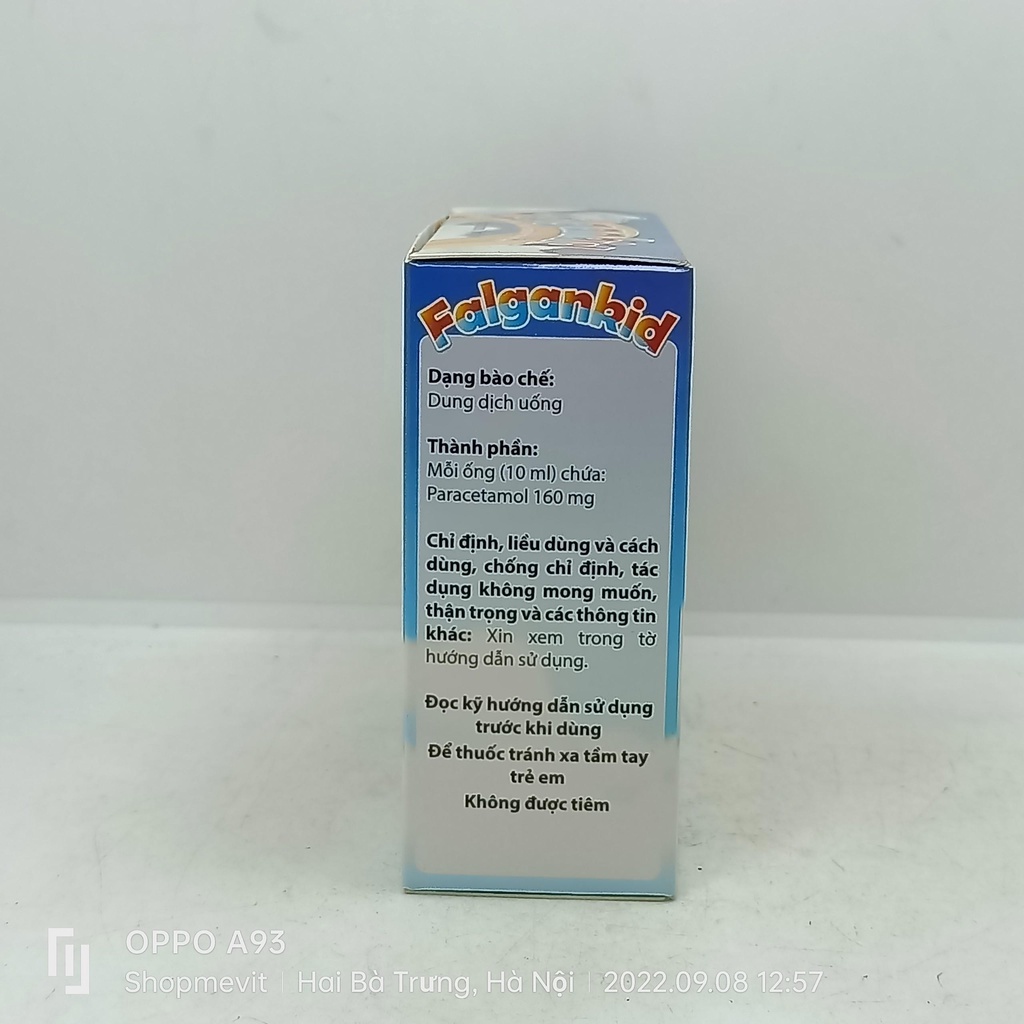 Falgankid
Dạng bào chế:
Dung dịch uống
Thành phần:
Mỗi ống (10 ml) chứa:
Paracetamol 160 mg
Chỉ định, liều dùng và cách
dùng, chống chỉ định, tác
dụng không mong muốn,
thận trọng và các thông tin
khác: Xin xem trong tờ
hướng dẫn sử dụng.
Đọc kỹ hướng dẫn sử dụng
trước khi dùng
Để thuốc tránh xa tầm tay
trẻ em
Không được tiêm
OPPO A93
Shopmevit | Hai Bà Trưng, Hà Nội | 2022.09.08 12:57